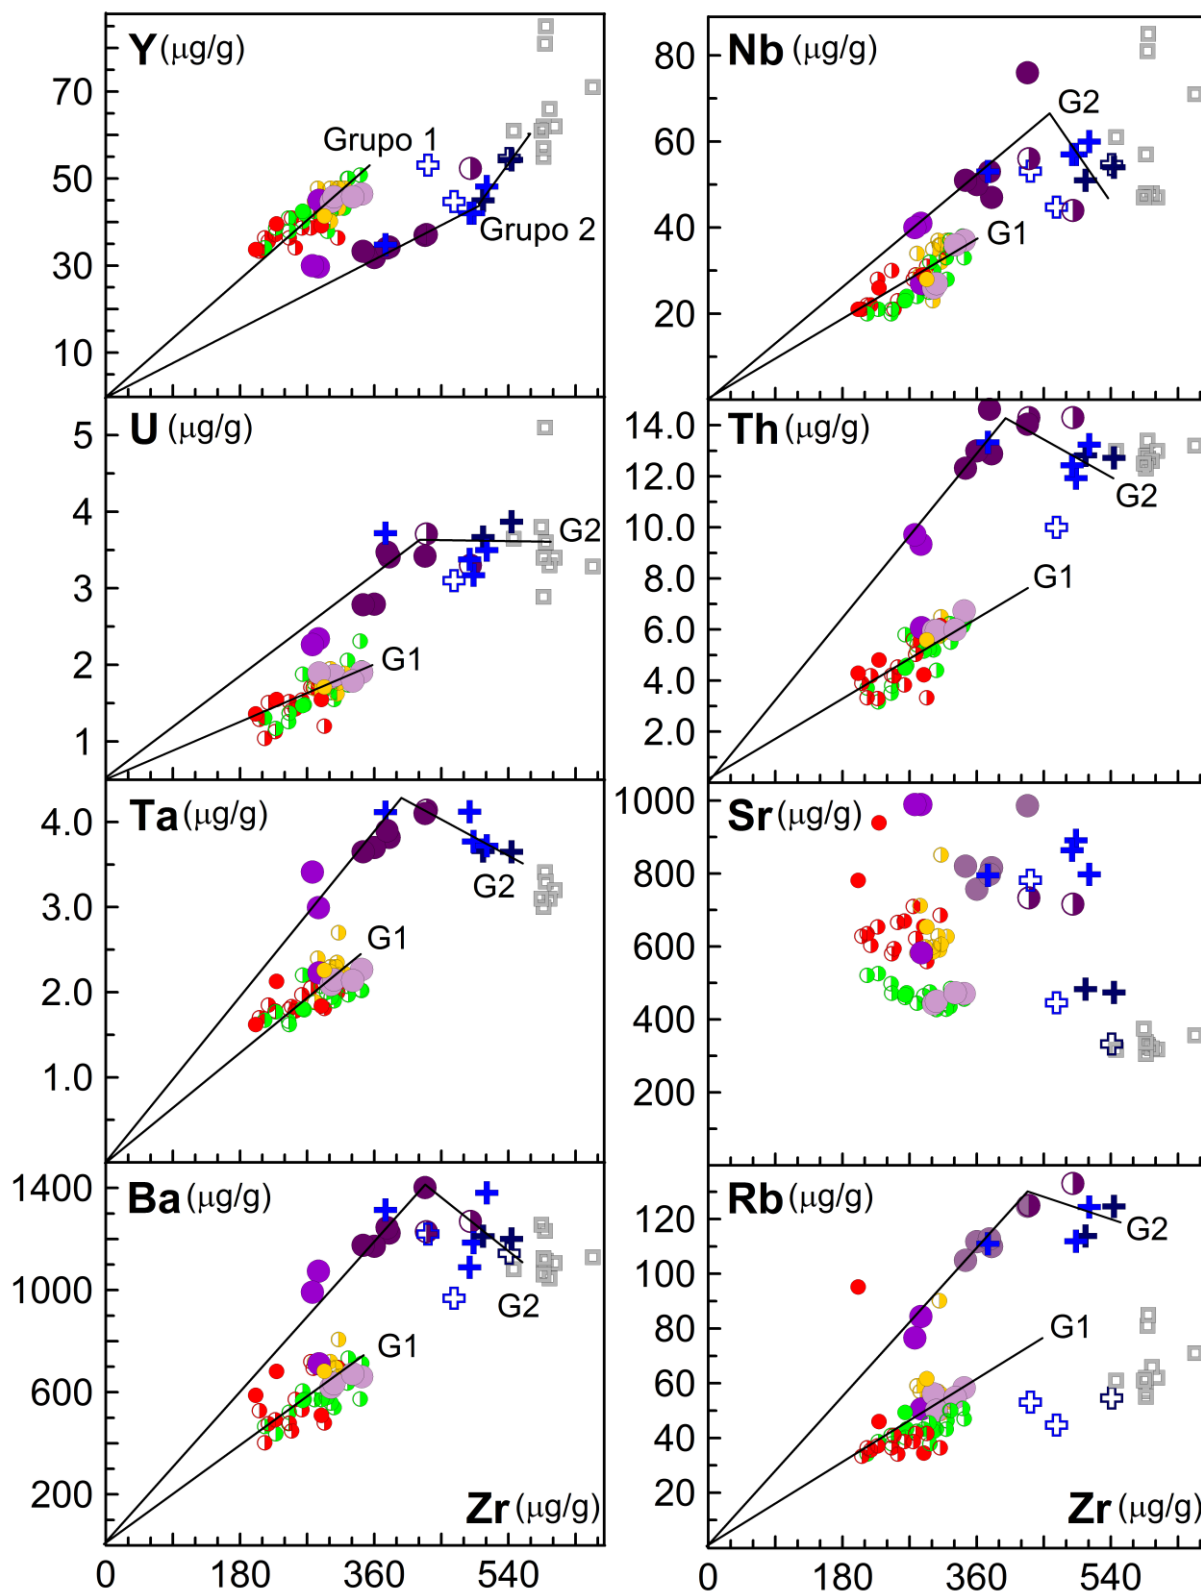 Y (μg/g)
70
50
30
10
Grupo 1
Grupo 2
Nb (μg/g)
80
60
40
20
G2
G1
U (μg/g)
5
4
3
2
1
G2
G1
Th (μg/g)
14.0
12.0
10.0
8.0
6.0
4.0
2.0
G2
G1
Ta (μg/g)
4.0
3.0
2.0
1.0
G2
G1
Sr (μg/g)
1000
800
600
400
200
Ba (μg/g)
1400
1000
600
200
G2
G1
Zr (μg/g)
0 180 360 540
Rb (μg/g)
120
100
80
60
40
20
G2
G1
Zr (μg/g)
0 180 360 540